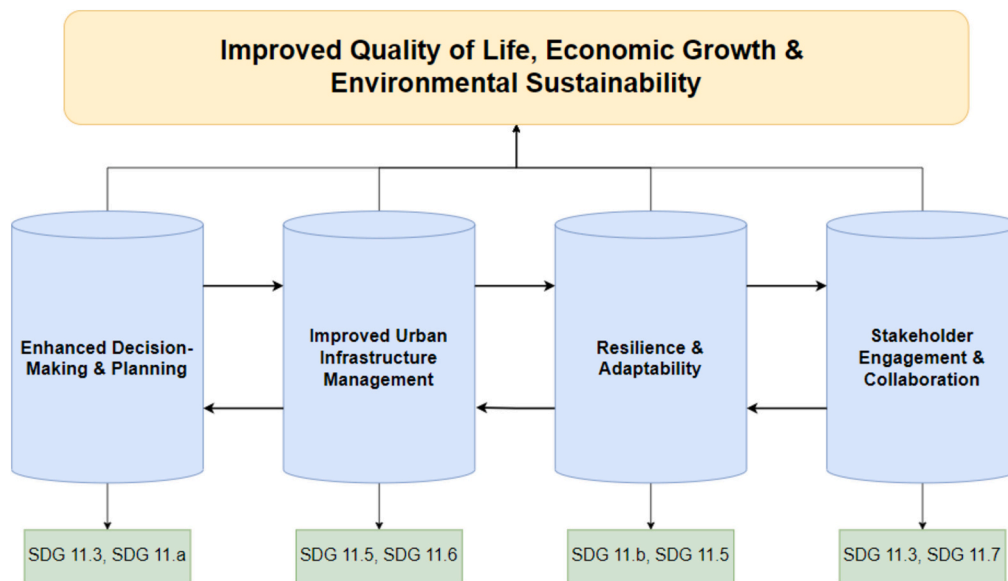 Improved Quality of Life, Economic Growth &
Environmental Sustainability
Enhanced Decision-
Making & Planning
Improved Urban
Infrastructure
Management
Resilience &
Adaptability
Stakeholder
Engagement &
Collaboration
SDG 11.3, SDG 11.a
SDG 11.5, SDG 11.6
SDG 11.b, SDG 11.5
SDG 11.3, SDG 11.7